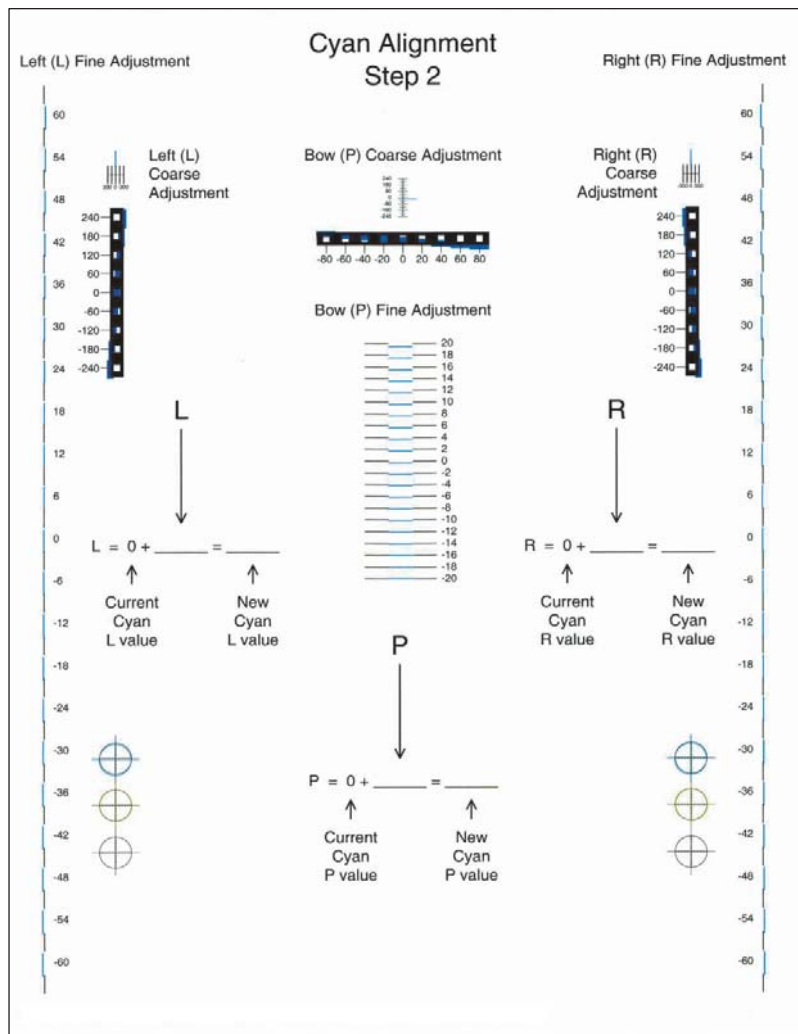 Cyan Alignment
Step 2
Left (L) Fine Adjustment
Right (R) Fine Adjustment
60
54
48
42
36
30
24
18
12
6
0
-6
-12
-18
-24
-30
-36
-42
-48
-54
-60
Left (L)
Coarse
Adjustment
240
180
120
60
0
-60
-120
-180
-240
Bow (P) Coarse Adjustment
-80 -60 -40 -20 0 20 40 60 80
Bow (P) Fine Adjustment
20
18
16
14
12
10
8
6
4
2
0
-2
-4
-6
-8
-10
-12
-14
-16
-18
-20
Right (R)
Coarse
Adjustment
240
180
120
60
0
-60
-120
-180
-240
60
54
48
42
36
30
24
18
12
6
0
-6
-12
-18
-24
-30
-36
-42
-48
-54
-60
L
L = 0 + ______ = ______
Current
Cyan
L value
New
Cyan
L value
R
R = 0 + ______ = ______
Current
Cyan
R value
New
Cyan
R value
P
P = 0 + ______ = ______
Current
Cyan
P value
New
Cyan
P value